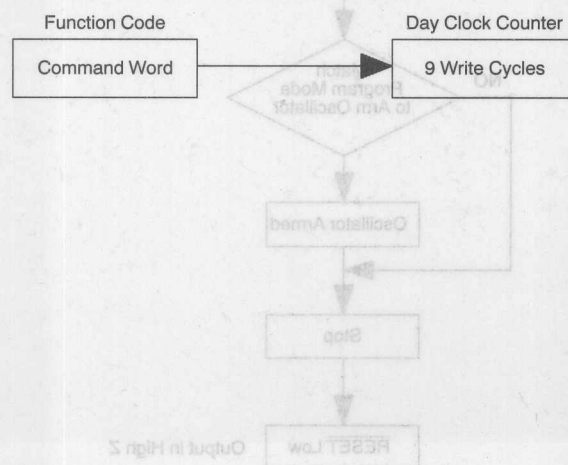 Function Code
Day Clock Counter
Command Word
9 Write Cycles
Program Mode
to Arm Oscillator
NO
Oscillator Armed
Stop
RESET Low
Output in High Z